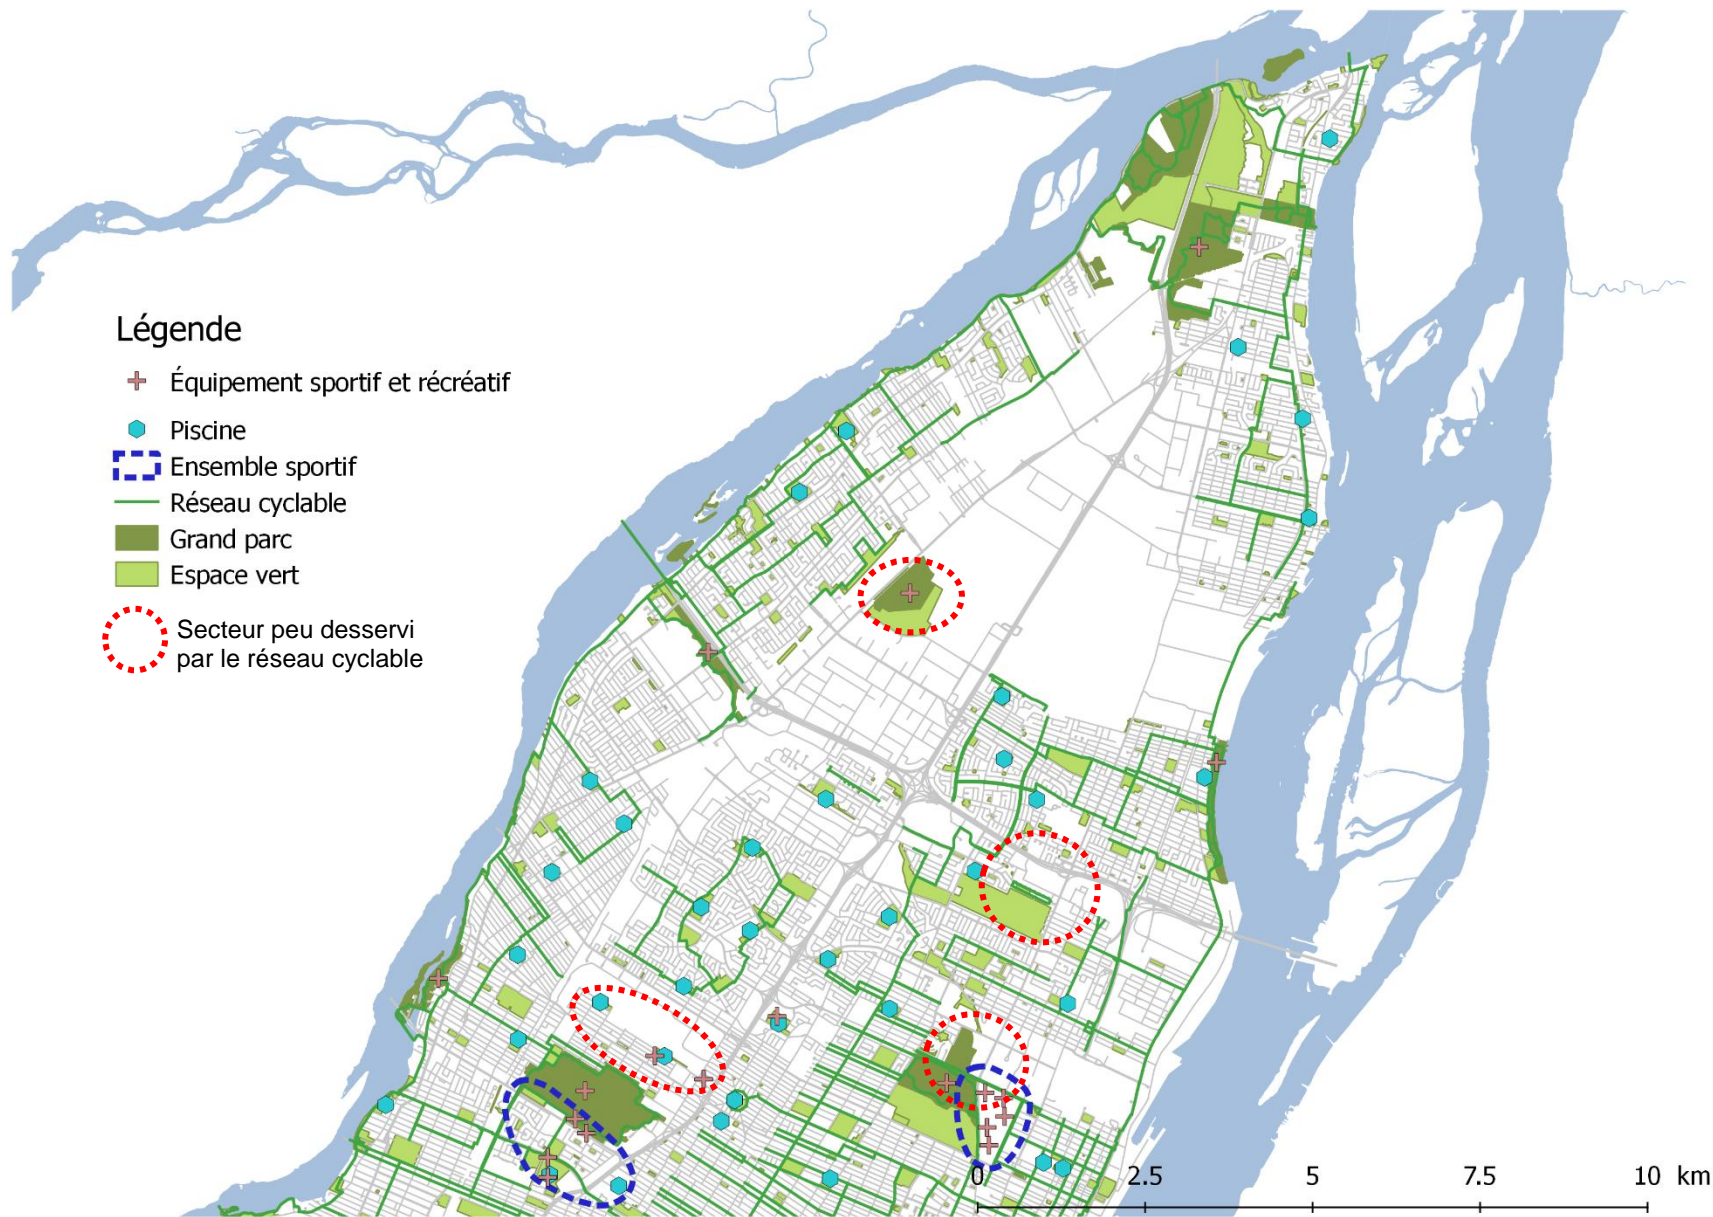 Légende
Équipement sportif et récréatif
Piscine
Ensemble sportif
Réseau cyclable
Grand parc
Espace vert
Secteur peu desservi
par le réseau cyclable
0 2.5 5 7.5 10 km